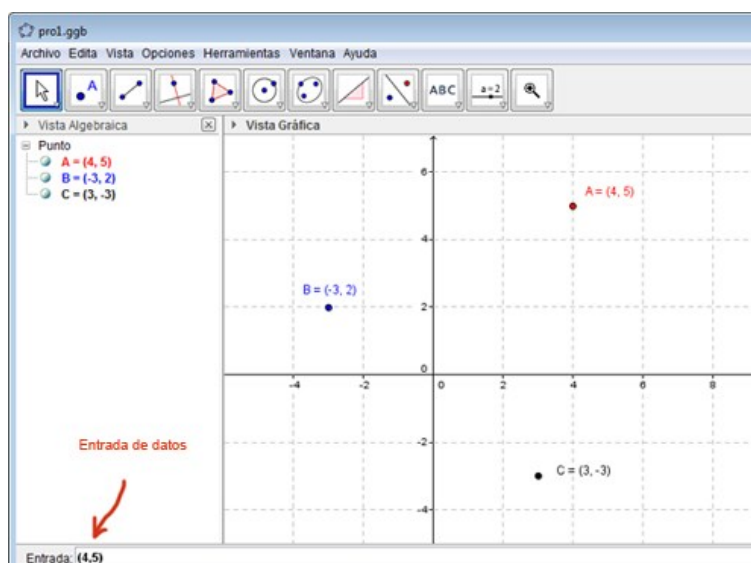 pro1.ggb
Archivo Edita Vista Opciones Herramientas Ventana Ayuda
A
ABC
a=2
Vista Algebraica
Vista Gráfica
Punto
A = (4, 5)
B = (-3, 2)
C = (3, -3)
Entrada de datos
6
A = (4, 5)
4
B = (-3, 2)
2
0
-4 -2 0 2 4 6 8
-2
C = (3, -3)
-4
Entrada: (4,5)